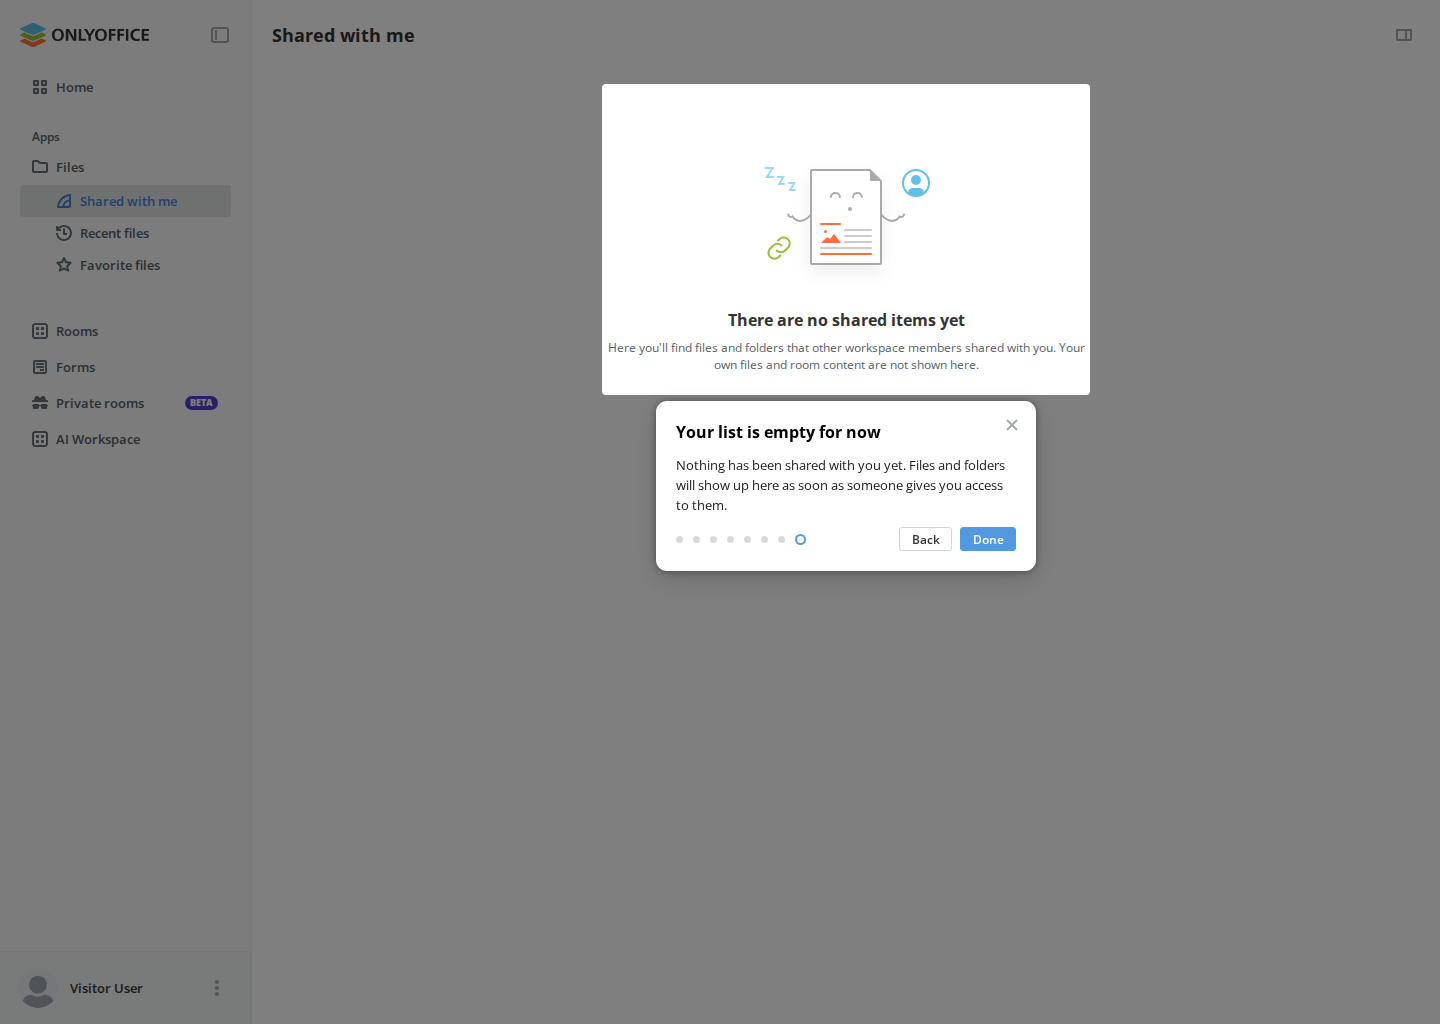 ONLYOFFICE
Shared with me
Home
Apps
Files
Shared with me
Recent files
Favorite files
Rooms
Forms
Private rooms BETA
AI Workspace
Z Z Z
There are no shared items yet
Here you'll find files and folders that other workspace members shared with you. Your
own files and room content are not shown here.
Your list is empty for now
Nothing has been shared with you yet. Files and folders
will show up here as soon as someone gives you access
to them.
Back Done
Visitor User